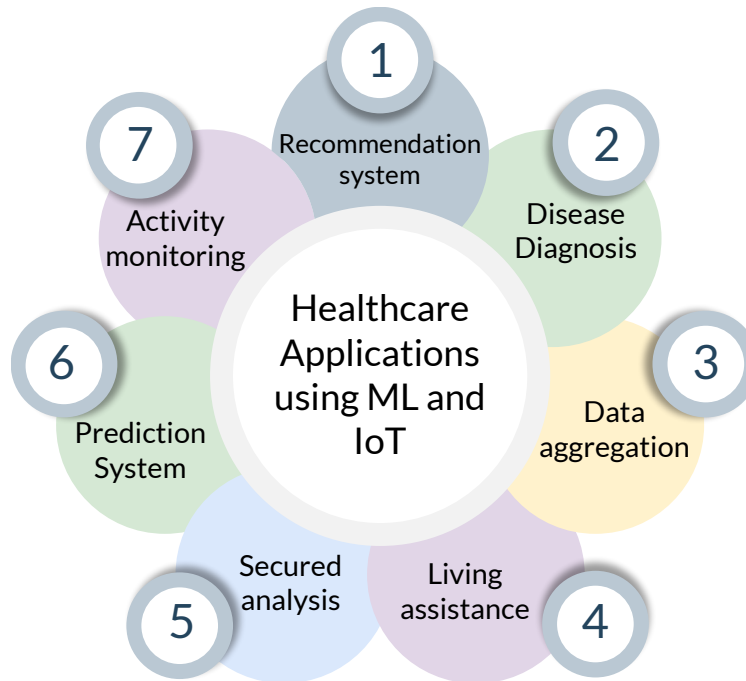 Healthcare
Applications
using ML and
IoT
1
Recommendation
system
2
Disease
Diagnosis
3
Data
aggregation
4
Living
assistance
5
Secured
analysis
6
Prediction
System
7
Activity
monitoring